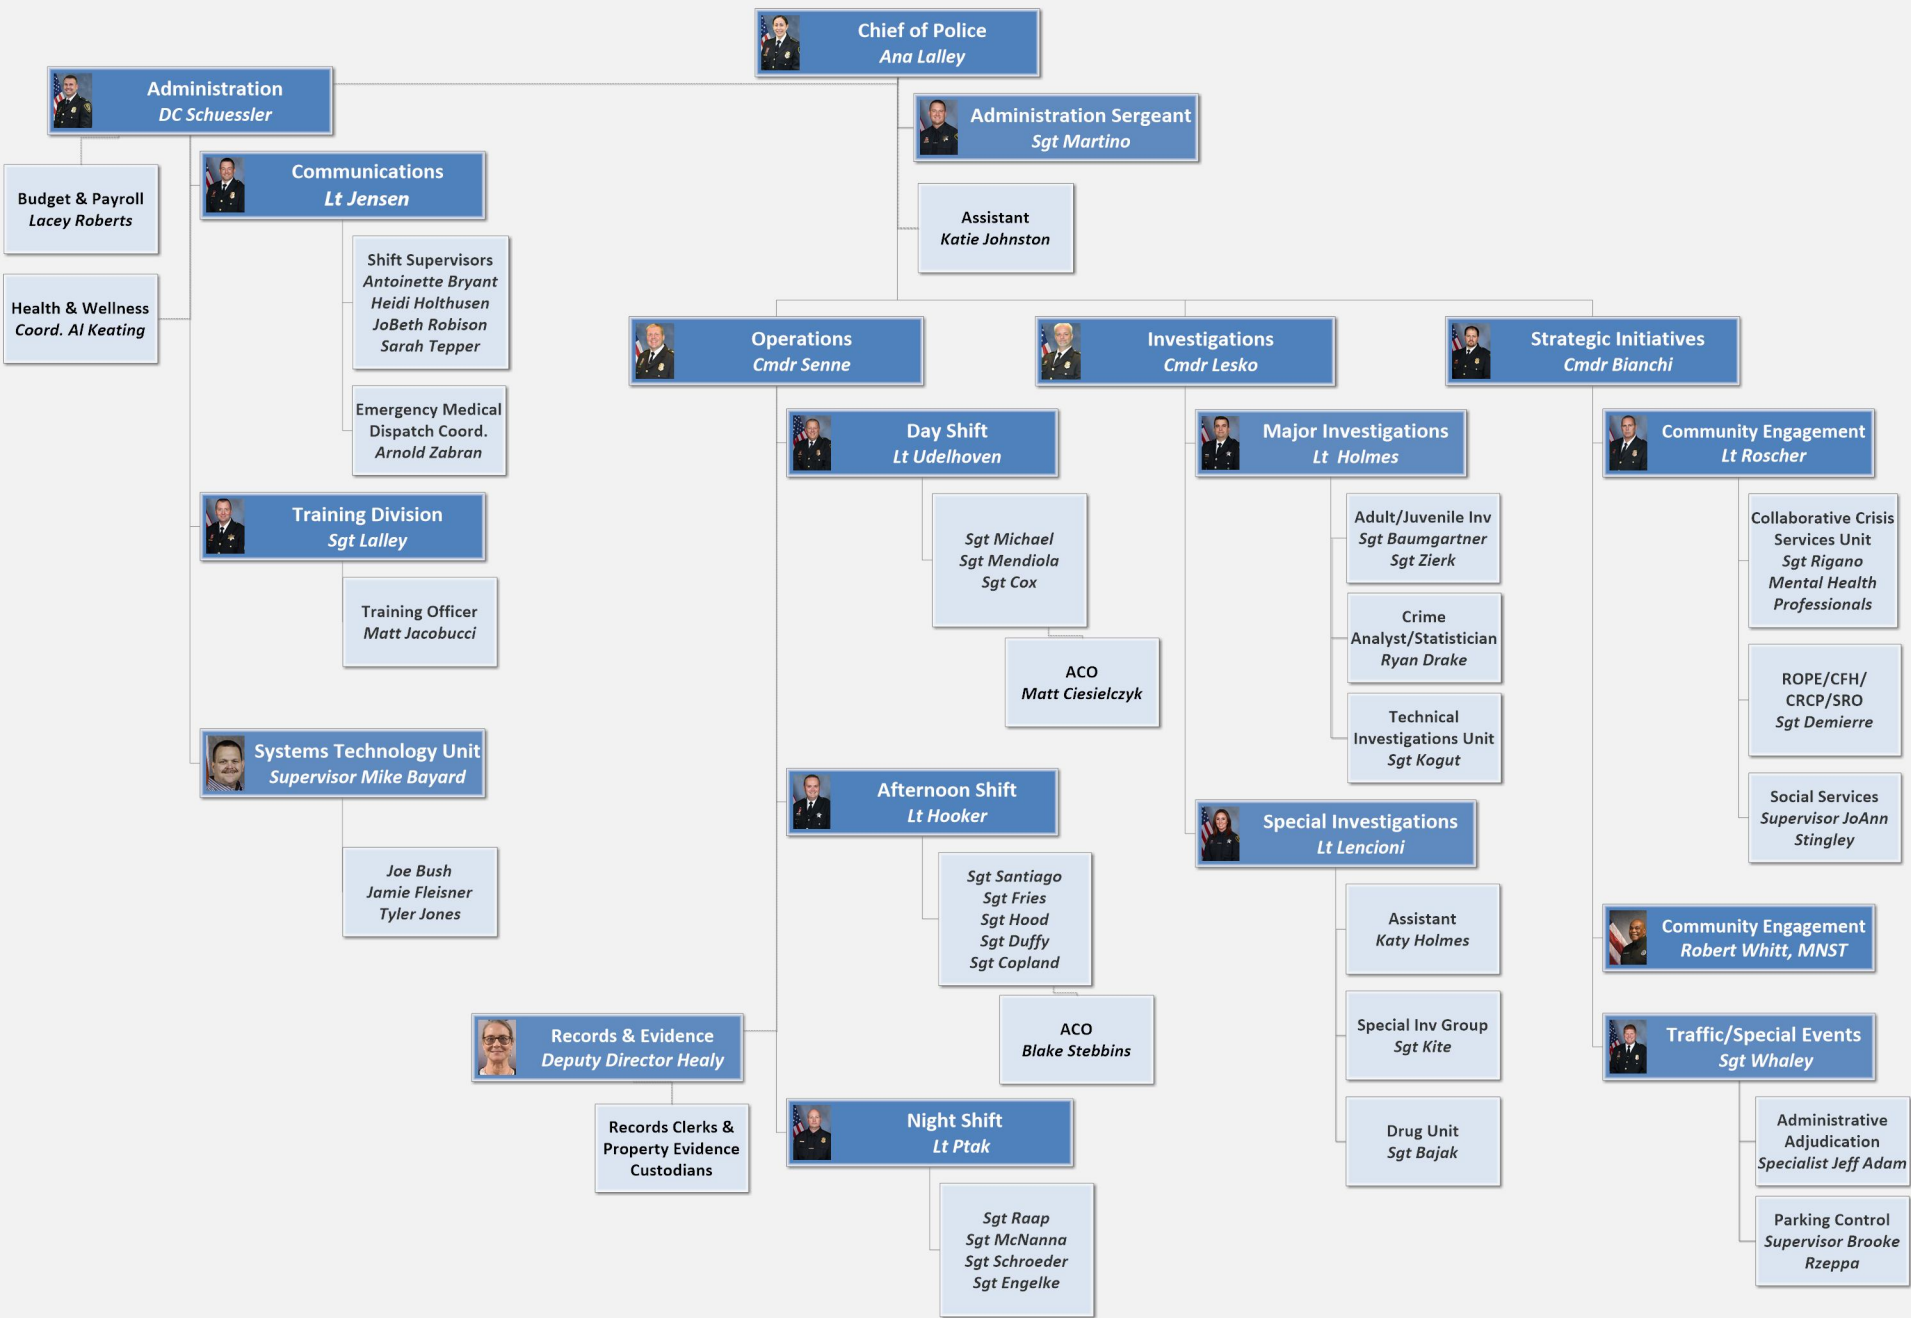 Chief of Police
Ana Lalley
Administration
DC Schuessler
Administration Sergeant
Sgt Martino
Budget & Payroll
Lacey Roberts
Communications
Lt Jensen
Assistant
Katie Johnston
Shift Supervisors
Antoinette Bryant
Heidi Holthusen
JoBeth Robison
Sarah Tepper
Health & Wellness
Coord. Al Keating
Emergency Medical
Dispatch Coord.
Arnold Zabran
Training Division
Sgt Lalley
Training Officer
Matt Jacobucci
Systems Technology Unit
Supervisor Mike Bayard
Joe Bush
Jamie Fleisner
Tyler Jones
Operations
Cmdr Senne
Day Shift
Lt Udelhoven
Sgt Michael
Sgt Mendiola
Sgt Cox
ACO
Matt Ciesielczyk
Afternoon Shift
Lt Hooker
Sgt Santiago
Sgt Fries
Sgt Hood
Sgt Duffy
Sgt Copland
ACO
Blake Stebbins
Records & Evidence
Deputy Director Healy
Records Clerks &
Property Evidence
Custodians
Night Shift
Lt Ptak
Sgt Raap
Sgt McNanna
Sgt Schroeder
Sgt Engelke
Investigations
Cmdr Lesko
Major Investigations
Lt Holmes
Adult/Juvenile Inv
Sgt Baumgartner
Sgt Zierk
Crime
Analyst/Statistician
Ryan Drake
Technical
Investigations Unit
Sgt Kogut
Special Investigations
Lt Lencioni
Assistant
Katy Holmes
Special Inv Group
Sgt Kite
Drug Unit
Sgt Bajak
Strategic Initiatives
Cmdr Bianchi
Community Engagement
Lt Roscher
Collaborative Crisis
Services Unit
Sgt Rigano
Mental Health
Professionals
ROPE/CFH/
CRCP/SRO
Sgt Demierre
Social Services
Supervisor JoAnn
Stingley
Community Engagement
Robert Whitt, MNST
Traffic/Special Events
Sgt Whaley
Administrative
Adjudication
Specialist Jeff Adam
Parking Control
Supervisor Brooke
Rzeppa